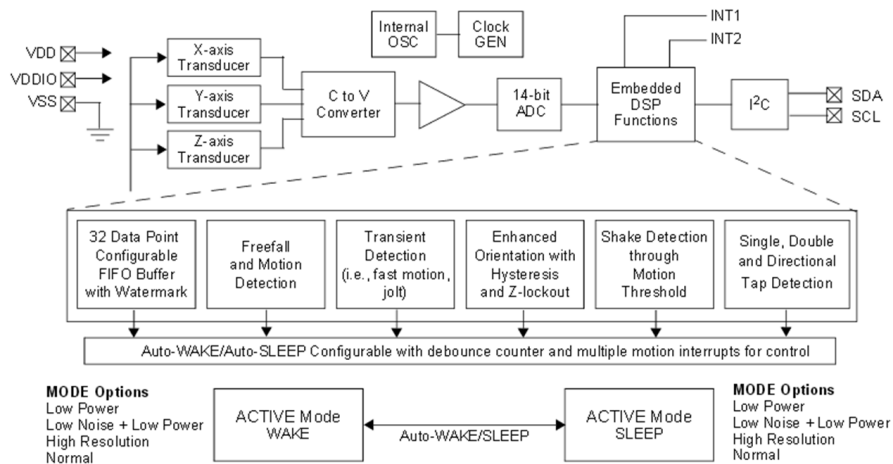 Internal
OSC
Clock
GEN
INT1
INT2
VDD
VDDIO
VSS
X-axis
Transducer
Y-axis
Transducer
Z-axis
Transducer
C to V
Converter
14-bit
ADC
Embedded
DSP
Functions
I²C
SDA
SCL
32 Data Point
Configurable
FIFO Buffer
with Watermark
Freefall
and Motion
Detection
Transient
Detection
(i.e., fast motion,
jolt)
Enhanced
Orientation with
Hysteresis
and Z-lockout
Shake Detection
through
Motion
Threshold
Single, Double
and Directional
Tap Detection
Auto-WAKE/Auto-SLEEP Configurable with debounce counter and multiple motion interrupts for control
MODE Options
Low Power
Low Noise + Low Power
High Resolution
Normal
ACTIVE Mode
WAKE
Auto-WAKE/SLEEP
ACTIVE Mode
SLEEP
MODE Options
Low Power
Low Noise + Low Power
High Resolution
Normal